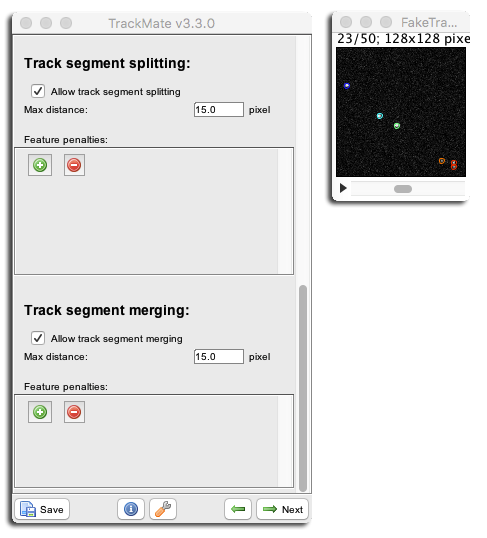 TrackMate v3.3.0
Track segment splitting:
Allow track segment splitting
Max distance: 15.0 pixel
Feature penalties:
Track segment merging:
Allow track segment merging
Max distance: 15.0 pixel
Feature penalties:
Save Next
FakeTra...
23/50; 128x128 pixe